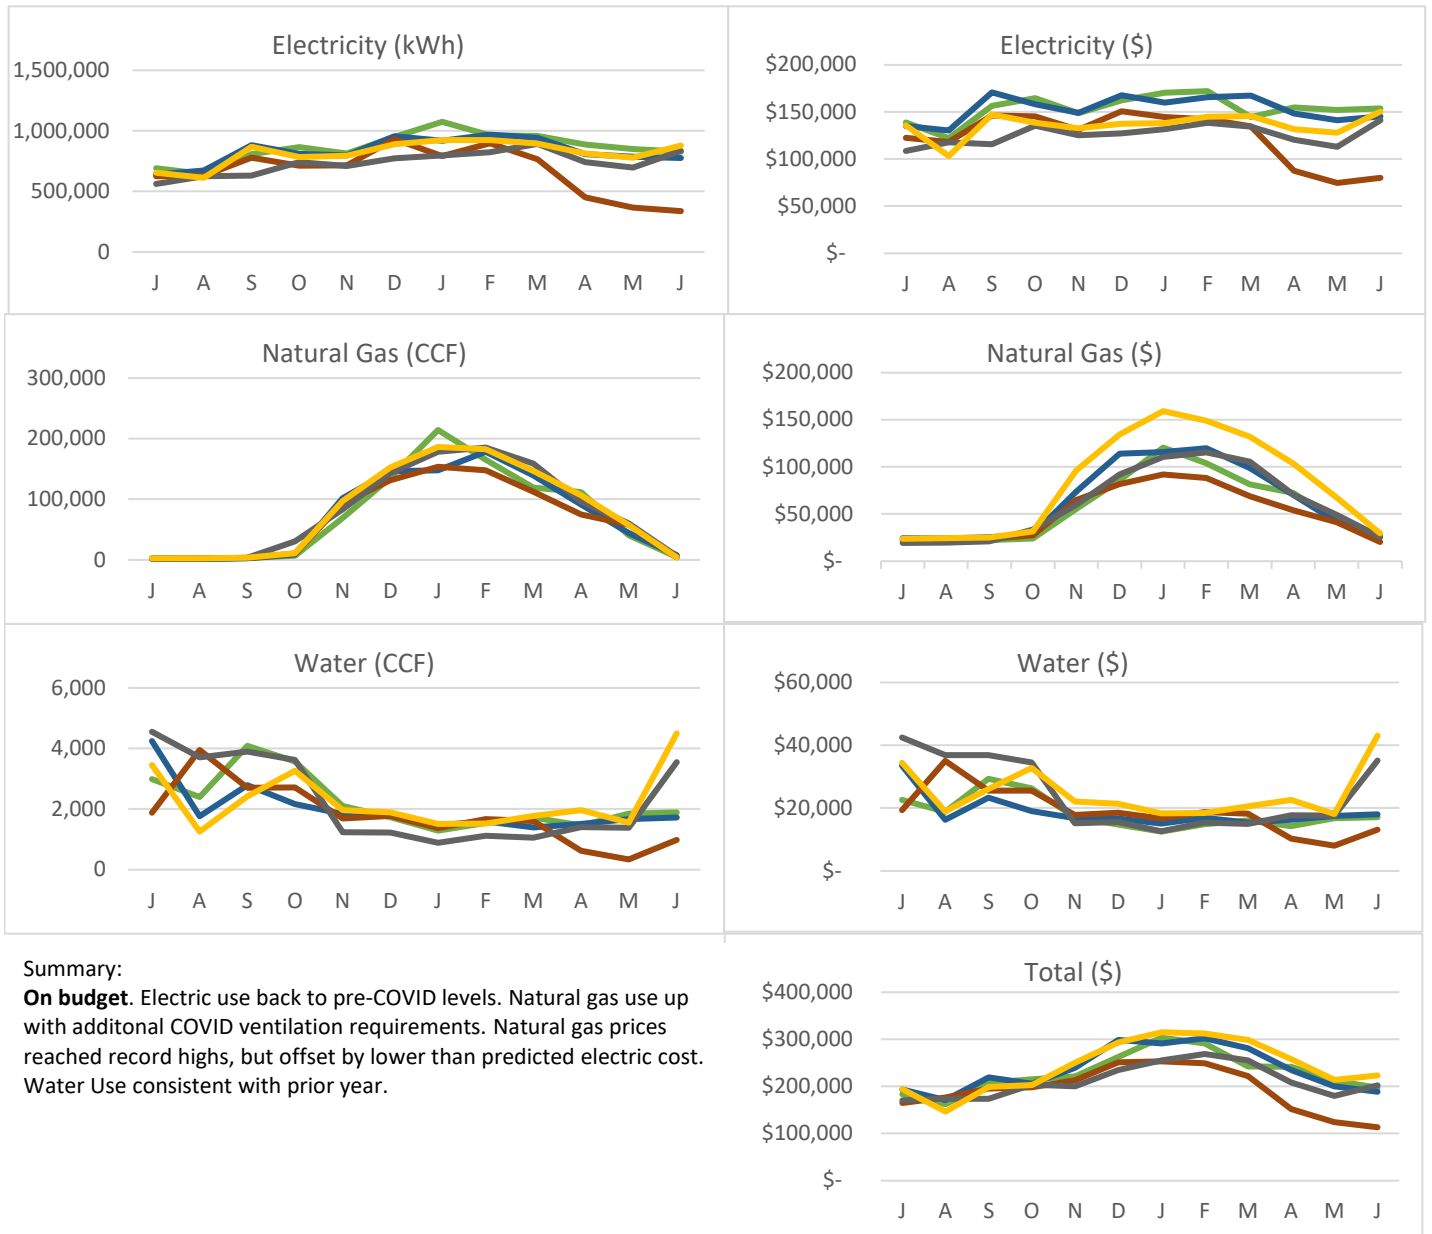 Electricity (kWh)
1,500,000
1,000,000
500,000
0
J A S O N D J F M A M J
Electricity ($)
$200,000
$150,000
$100,000
$50,000
$-
J A S O N D J F M A M J
Natural Gas (CCF)
300,000
200,000
100,000
0
J A S O N D J F M A M J
Natural Gas ($)
$200,000
$150,000
$100,000
$50,000
$-
J A S O N D J F M A M J
Water (CCF)
6,000
4,000
2,000
0
J A S O N D J F M A M J
Water ($)
$60,000
$40,000
$20,000
$-
J A S O N D J F M A M J
Summary:
On budget. Electric use back to pre-COVID levels. Natural gas use up
with additonal COVID ventilation requirements. Natural gas prices
reached record highs, but offset by lower than predicted electric cost.
Water Use consistent with prior year.
Total ($)
$400,000
$300,000
$200,000
$100,000
$-
J A S O N D J F M A M J